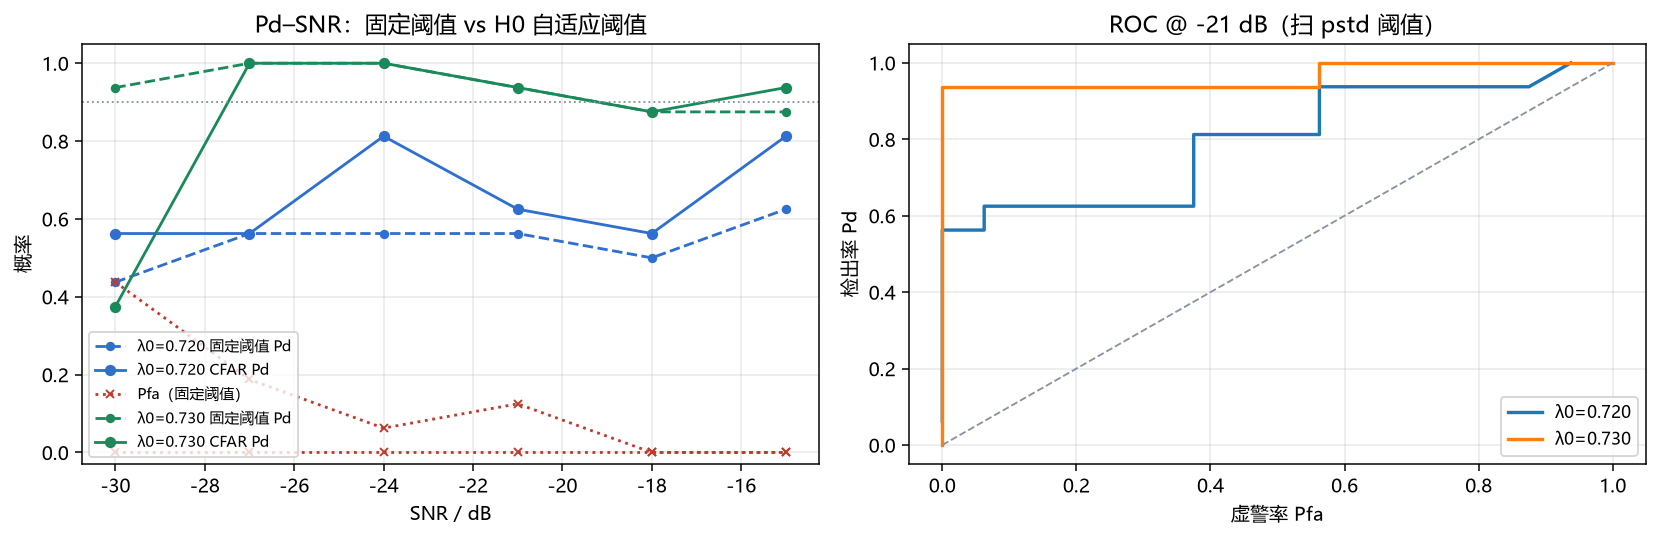 Pd–SNR：固定阈值 vs H0 自适应阈值
概率
1.0
0.8
0.6
0.4
0.2
0.0
λ0=0.720 固定阈值 Pd
λ0=0.720 CFAR Pd
Pfa（固定阈值）
λ0=0.730 固定阈值 Pd
λ0=0.730 CFAR Pd
-30 -28 -26 -24 -22 -20 -18 -16
SNR / dB
ROC @ -21 dB（扫 pstd 阈值）
检出率 Pd
1.0
0.8
0.6
0.4
0.2
0.0
λ0=0.720
λ0=0.730
0.0 0.2 0.4 0.6 0.8 1.0
虚警率 Pfa